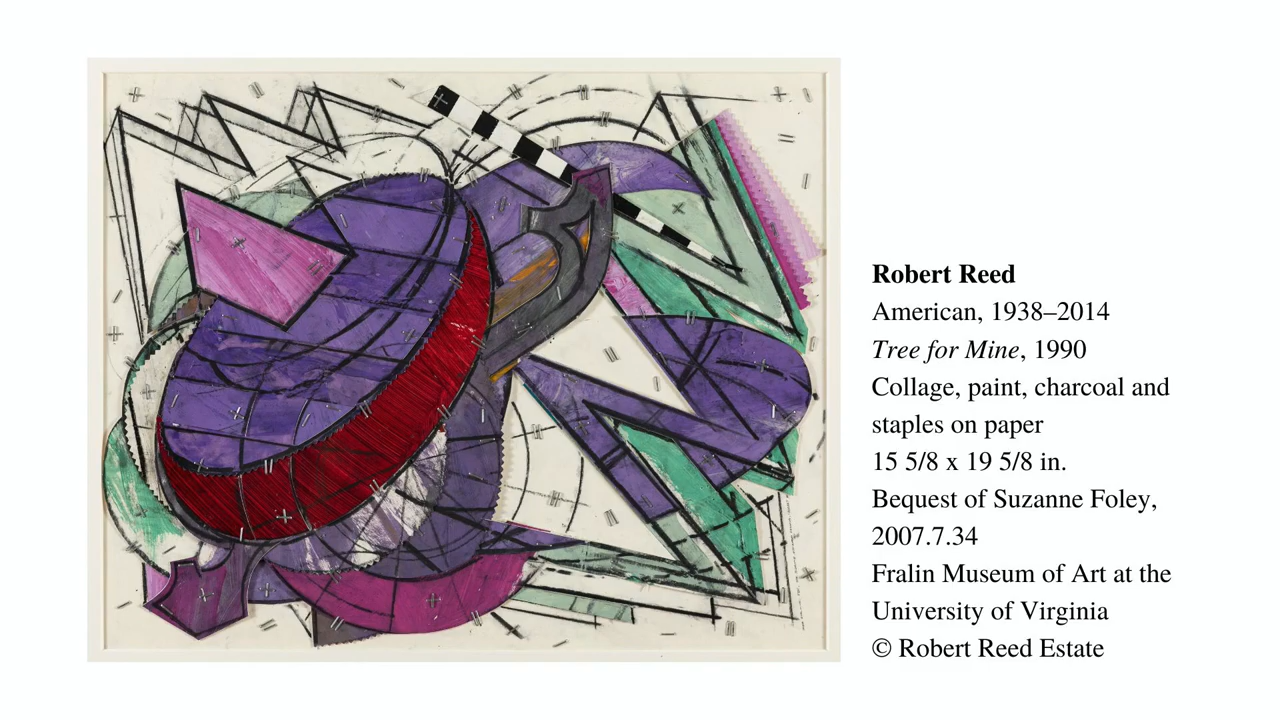 Robert Reed
American, 1938–2014
Tree for Mine, 1990
Collage, paint, charcoal and
staples on paper
15 5/8 x 19 5/8 in.
Bequest of Suzanne Foley,
2007.7.34
Fralin Museum of Art at the
University of Virginia
© Robert Reed Estate